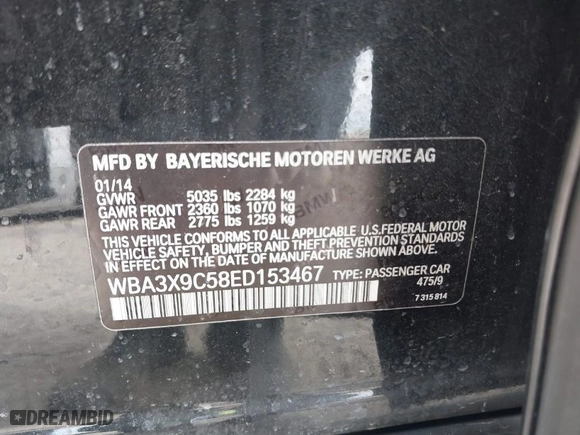 MFD BY BAYERISCHE MOTOREN WERKE AG
01/14
GVWR 5035 lbs 2284 kg
GAWR FRONT 2360 lbs 1070 kg
GAWR REAR 2775 lbs 1259 kg
THIS VEHICLE CONFORMS TO ALL APPLICABLE U.S.FEDERAL MOTOR
VEHICLE SAFETY, BUMPER AND THEFT PREVENTION STANDARDS
IN EFFECT ON THE DATE OF MANUFACTURE SHOWN ABOVE.
WBA3X9C58ED153467 TYPE: PASSENGER CAR
475/9
7 315 814
DREAMBID